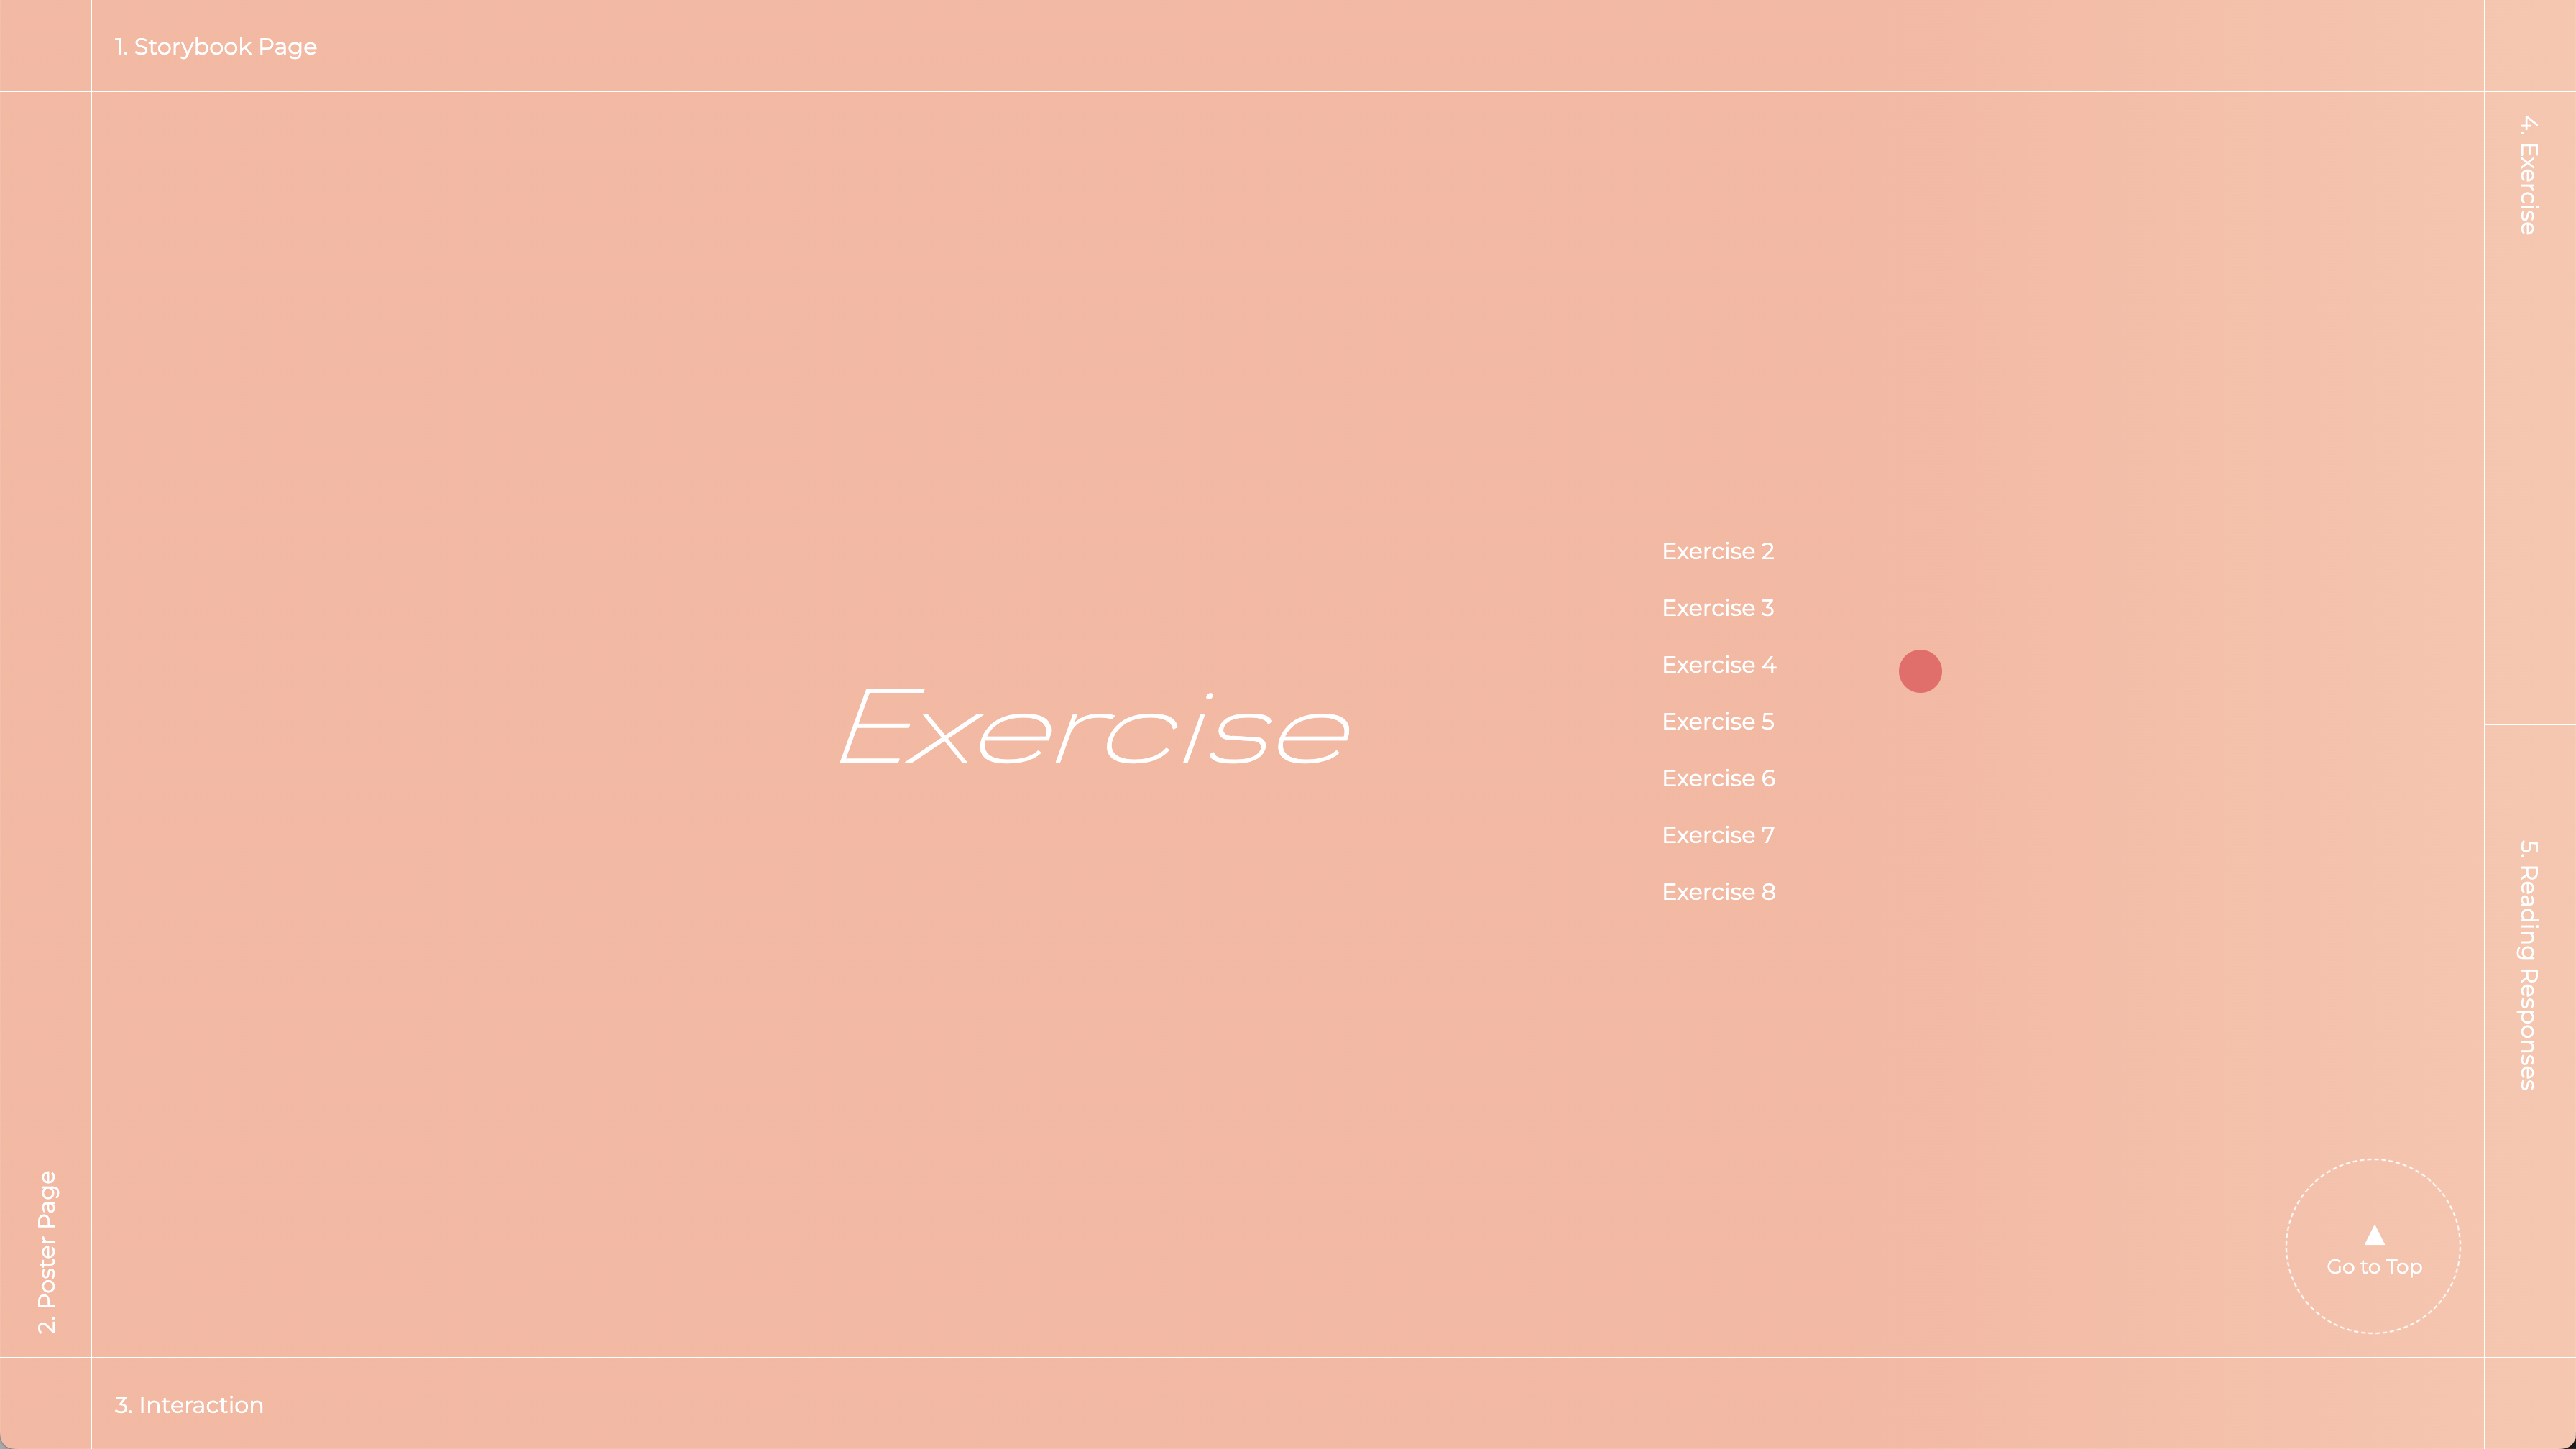 1. Storybook Page
4. Exercise
Exercise
Exercise 2
Exercise 3
Exercise 4
Exercise 5
Exercise 6
Exercise 7
Exercise 8
5. Reading Responses
2. Poster Page
▲
Go to Top
3. Interaction